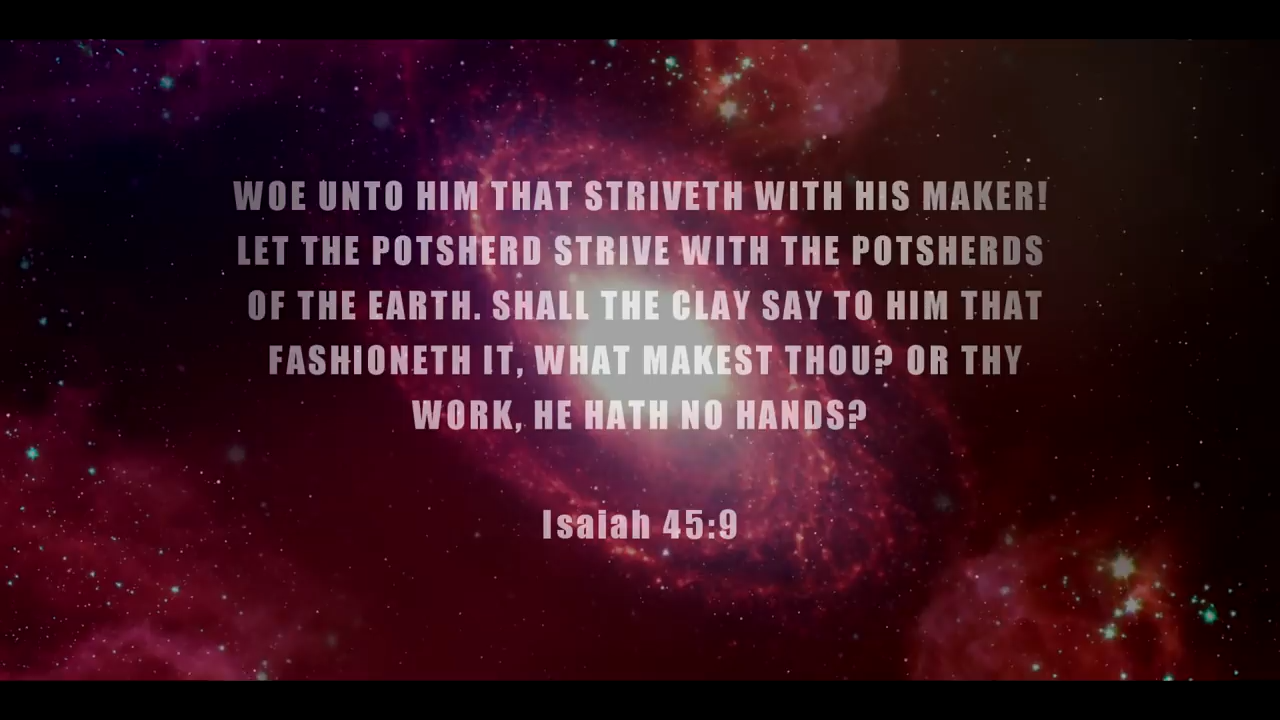 WOE UNTO HIM THAT STRIVETH WITH HIS MAKER!
LET THE POTSHERD STRIVE WITH THE POTSHERDS
OF THE EARTH. SHALL THE CLAY SAY TO HIM THAT
FASHIONETH IT, WHAT MAKEST THOU? OR THY
WORK, HE HATH NO HANDS?
Isaiah 45:9